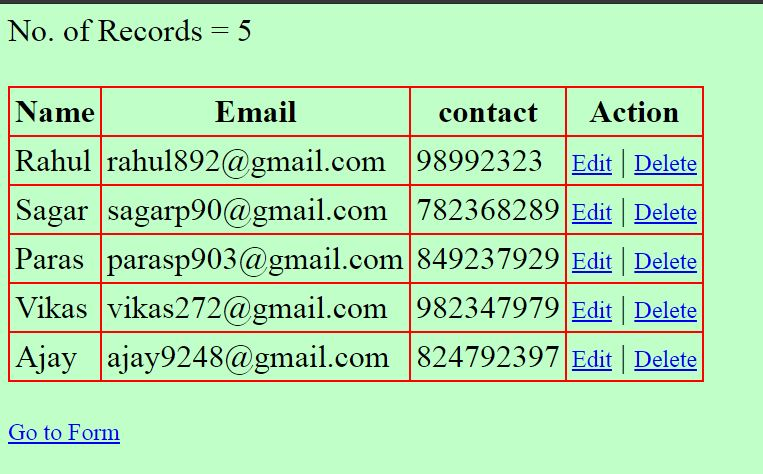 No. of Records = 5
Name Email contact Action
Rahul rahul892@gmail.com 98992323 Edit | Delete
Sagar sagarp90@gmail.com 782368289 Edit | Delete
Paras parasp903@gmail.com 849237929 Edit | Delete
Vikas vikas272@gmail.com 982347979 Edit | Delete
Ajay ajay9248@gmail.com 824792397 Edit | Delete
Go to Form